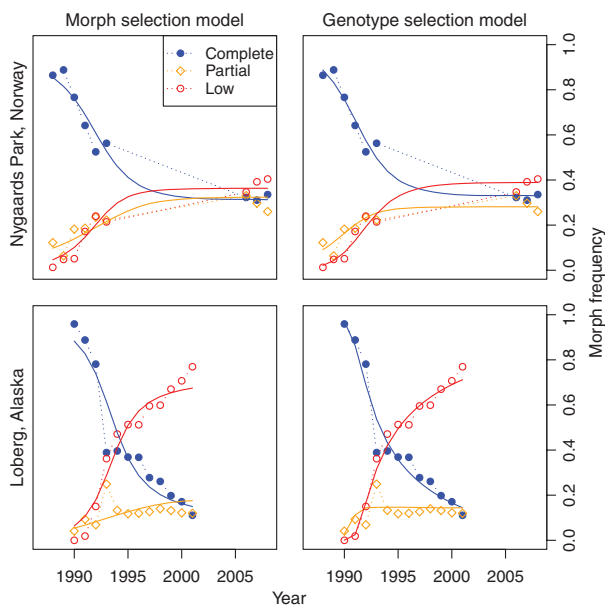 Morph selection model
Genotype selection model
Nygaards Park, Norway
Complete
Partial
Low
0.0 0.2 0.4 0.6 0.8 1.0
Morph frequency
Loberg, Alaska
0.0 0.2 0.4 0.6 0.8 1.0
1990 1995 2000 2005
1990 1995 2000 2005
Year